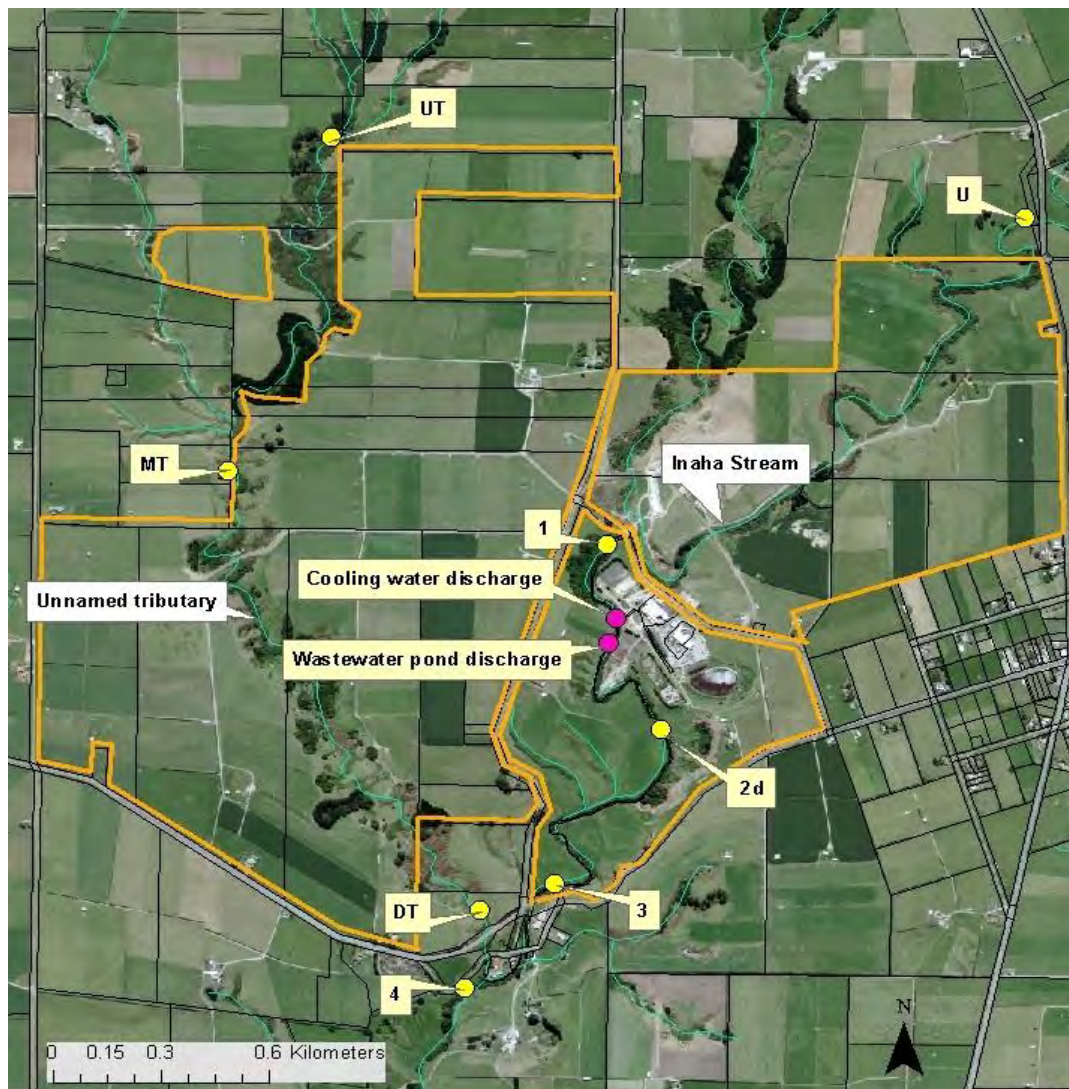 UT
U
MT
Inaha Stream
1
Cooling water discharge
Unnamed tributary
Wastewater pond discharge
2d
DT
3
4
N
0 0.15 0.3 0.6 Kilometers